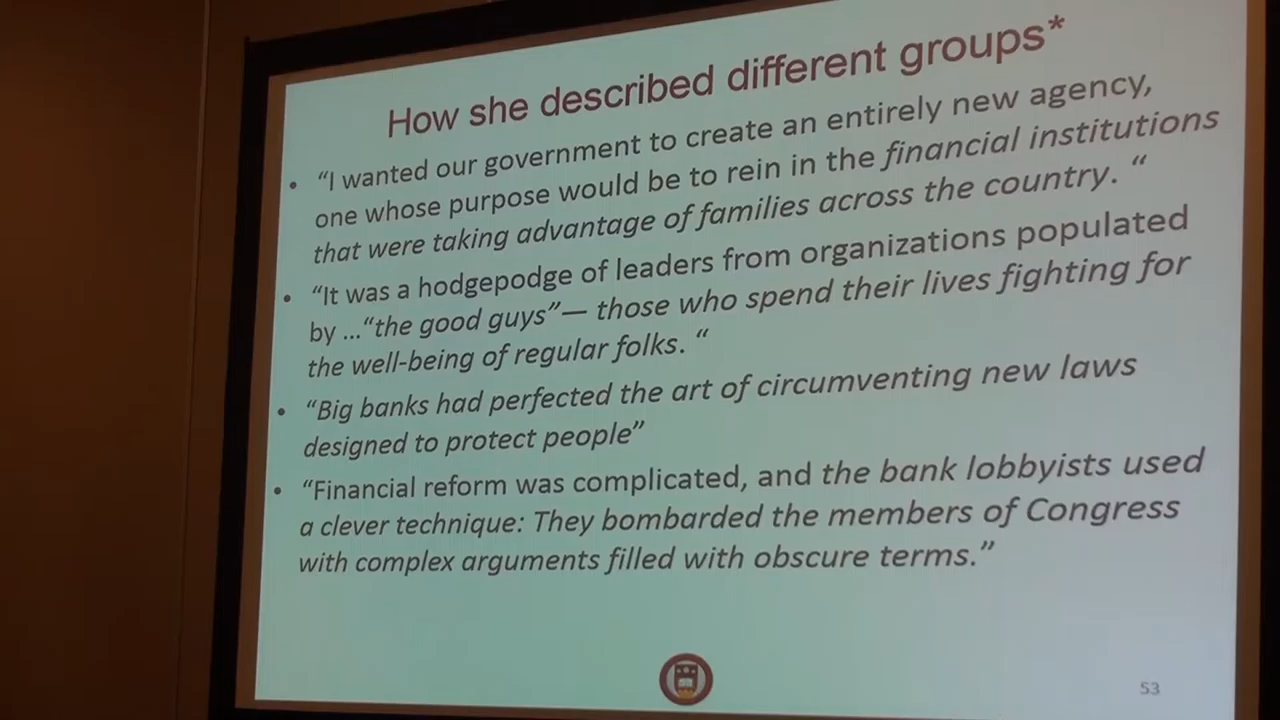 How she described different groups*
• “I wanted our government to create an entirely new agency,
one whose purpose would be to rein in the financial institutions
that were taking advantage of families across the country. “
• “It was a hodgepodge of leaders from organizations populated
by ...“the good guys”— those who spend their lives fighting for
the well-being of regular folks. “
• “Big banks had perfected the art of circumventing new laws
designed to protect people”
• “Financial reform was complicated, and the bank lobbyists used
a clever technique: They bombarded the members of Congress
with complex arguments filled with obscure terms.”
53